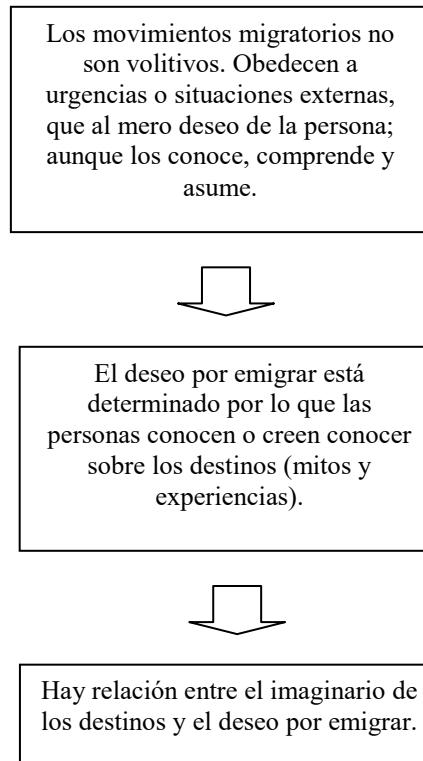 Los movimientos migratorios no
son volitivos. Obedecen a
urgencias o situaciones externas,
que al mero deseo de la persona;
aunque los conoce, comprende y
asume.
El deseo por emigrar está
determinado por lo que las
personas conocen o creen conocer
sobre los destinos (mitos y
experiencias).
Hay relación entre el imaginario de
los destinos y el deseo por emigrar.